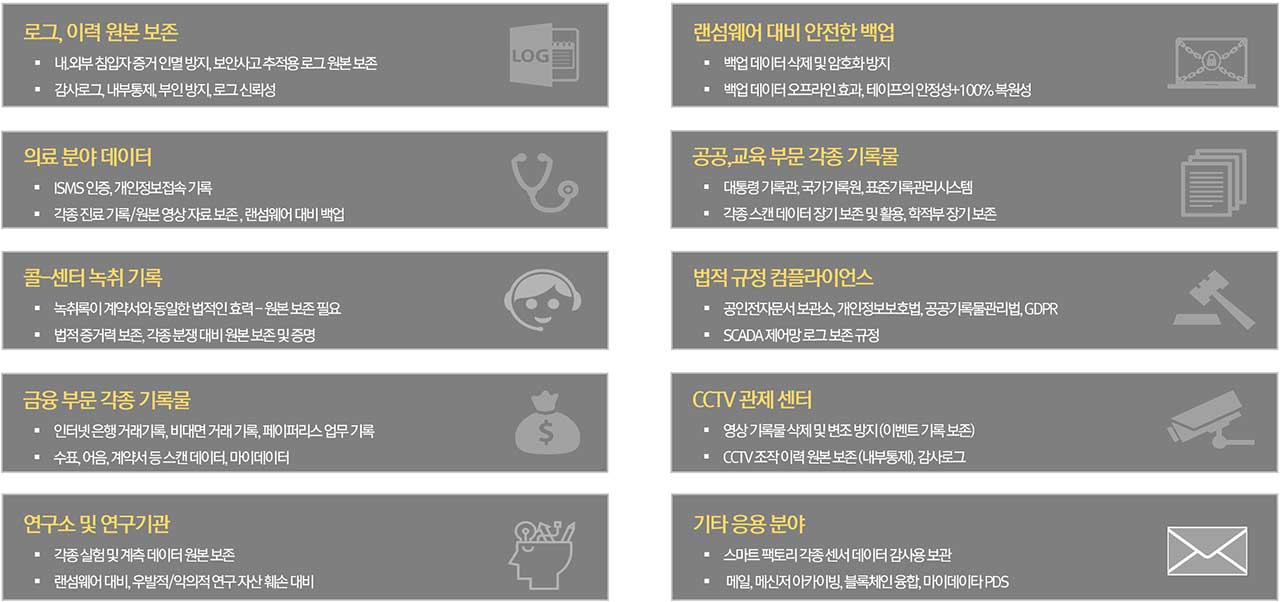 로그, 이력 원본 보존
▪ 내.외부 침입자 증거 인멸 방지, 보안사고 추적용 로그 원본 보존
▪ 감사로그, 내부통제, 부인 방지, 로그 신뢰성
LOG
랜섬웨어 대비 안전한 백업
▪ 백업 데이터 삭제 및 암호화 방지
▪ 백업 데이터 오프라인 효과, 테이프의 안정성+100% 복원성
의료 분야 데이터
▪ ISMS 인증, 개인정보접속 기록
▪ 각종 진료 기록/원본 영상 자료 보존 , 랜섬웨어 대비 백업
공공,교육 부문 각종 기록물
▪ 대통령 기록관, 국가기록원, 표준기록관리시스템
▪ 각종 스캔 데이터 장기 보존 및 활용, 학적부 장기 보존
콜-센터 녹취 기록
▪ 녹취록이 계약서와 동일한 법적인 효력 – 원본 보존 필요
▪ 법적 증거력 보존, 각종 분쟁 대비 원본 보존 및 증명
법적 규정 컴플라이언스
▪ 공인전자문서 보관소, 개인정보보호법, 공공기록물관리법, GDPR
▪ SCADA 제어망 로그 보존 규정
금융 부문 각종 기록물
▪ 인터넷 은행 거래기록, 비대면 거래 기록, 페이퍼리스 업무 기록
▪ 수표, 어음, 계약서 등 스캔 데이터, 마이데이터
$
CCTV 관제 센터
▪ 영상 기록물 삭제 및 변조 방지 (이벤트 기록 보존)
▪ CCTV 조작 이력 원본 보존 (내부통제), 감사로그
연구소 및 연구기관
▪ 각종 실험 및 계측 데이터 원본 보존
▪ 랜섬웨어 대비, 우발적/악의적 연구 자산 훼손 대비
기타 응용 분야
▪ 스마트 팩토리 각종 센서 데이터 감사용 보관
▪ 메일, 메신저 아카이빙, 블록체인 융합, 마이데이타 PDS